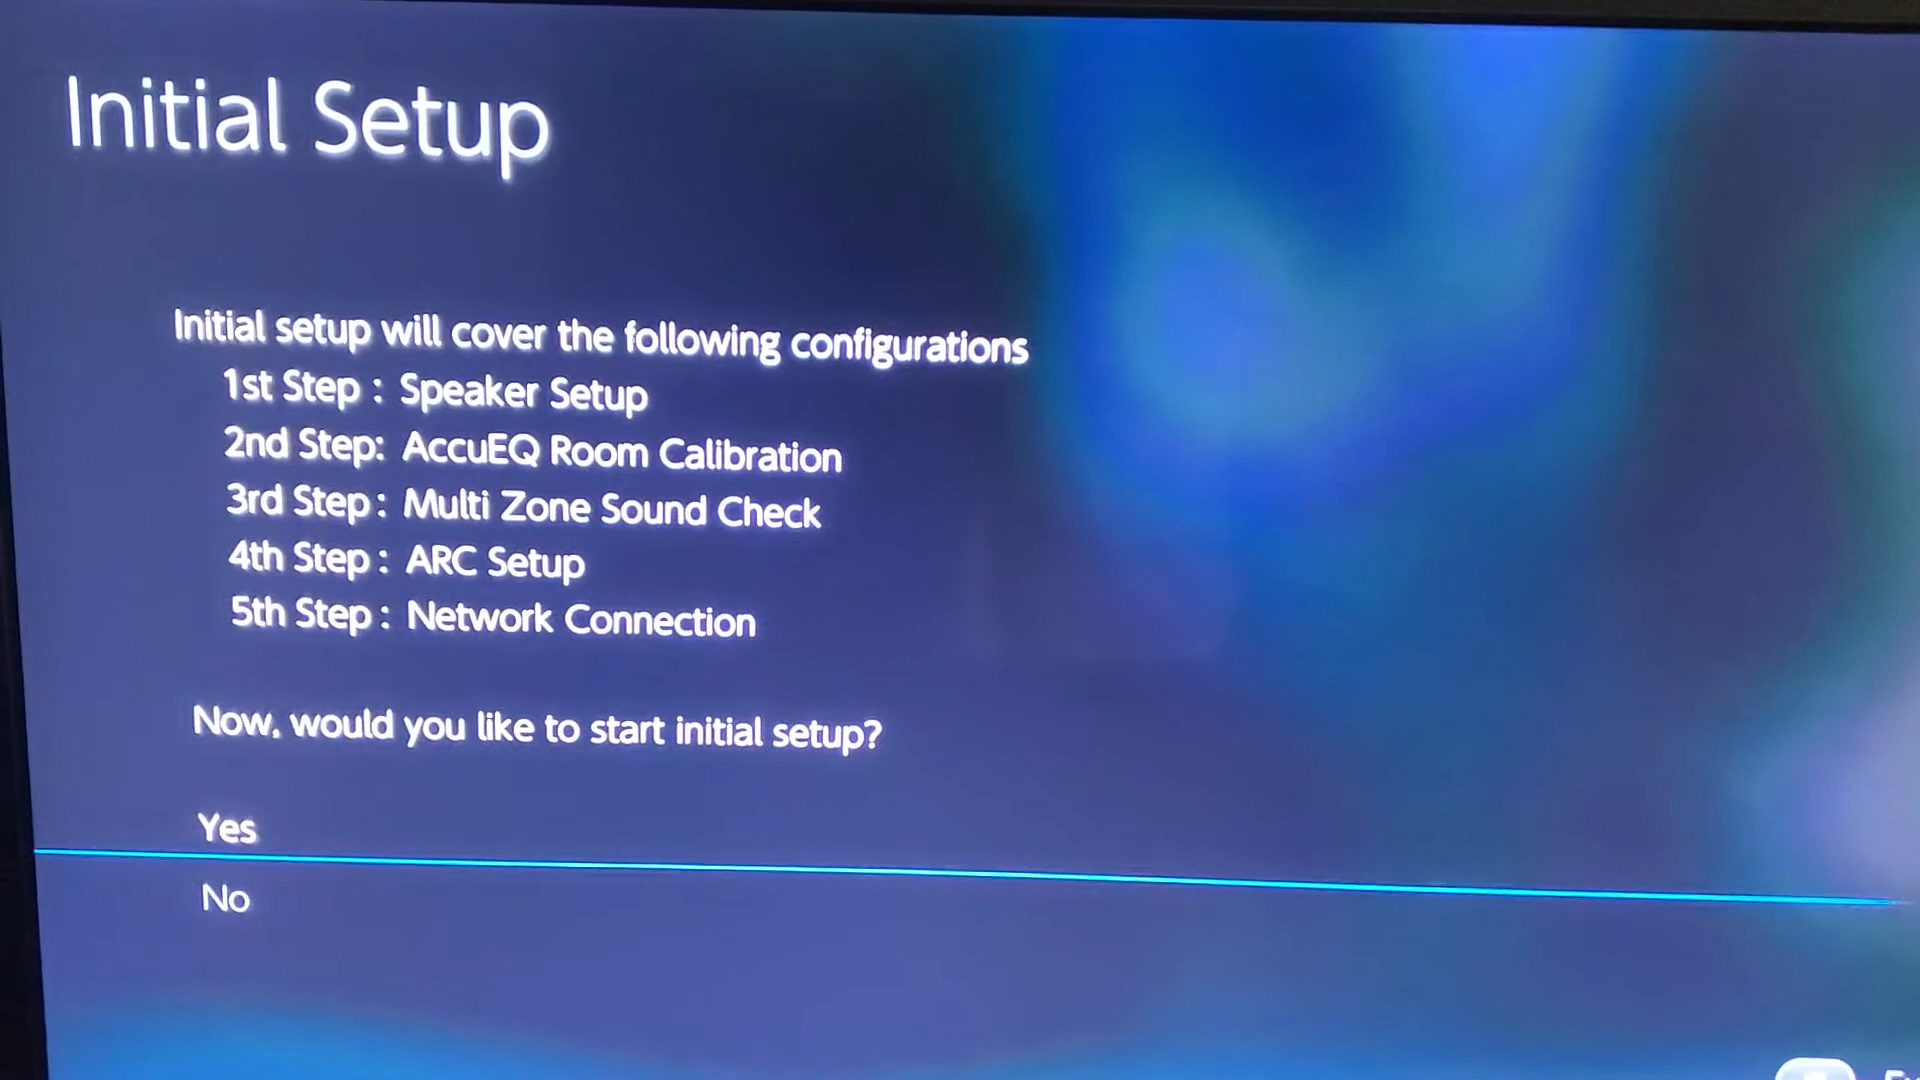 Initial Setup
Initial setup will cover the following configurations
1st Step : Speaker Setup
2nd Step: AccuEQ Room Calibration
3rd Step : Multi Zone Sound Check
4th Step : ARC Setup
5th Step : Network Connection
Now, would you like to start initial setup?
Yes
No